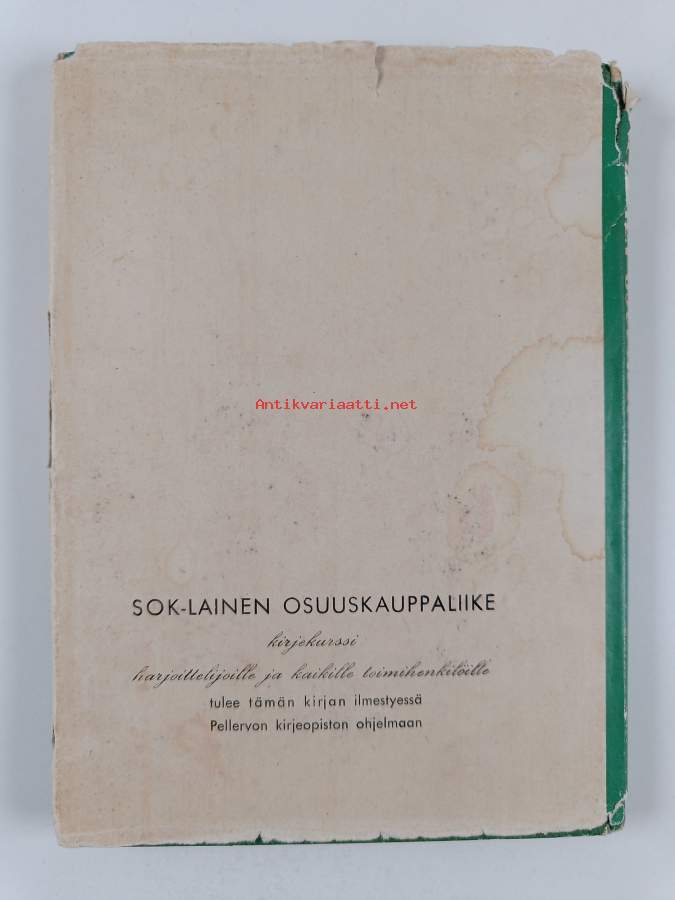 Antikvariaatti.net
SOK-LAINEN OSUUSKAUPPALIIKE
kirjekurssi
harjoittelijoille ja kaikille toimihenkilöille
tulee tämän kirjan ilmestyessä
Pellervon kirjeopiston ohjelmaan